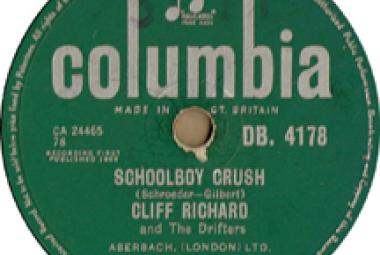 columbia
MADE IN GT. BRITAIN
CA 24465
78
DB. 4178
RECORDING FIRST
PUBLISHED 1958
SCHOOLBOY CRUSH
(Schroeder-Gilbert)
CLIFF RICHARD
and The Drifters
ABERBACH, (LONDON) LTD.